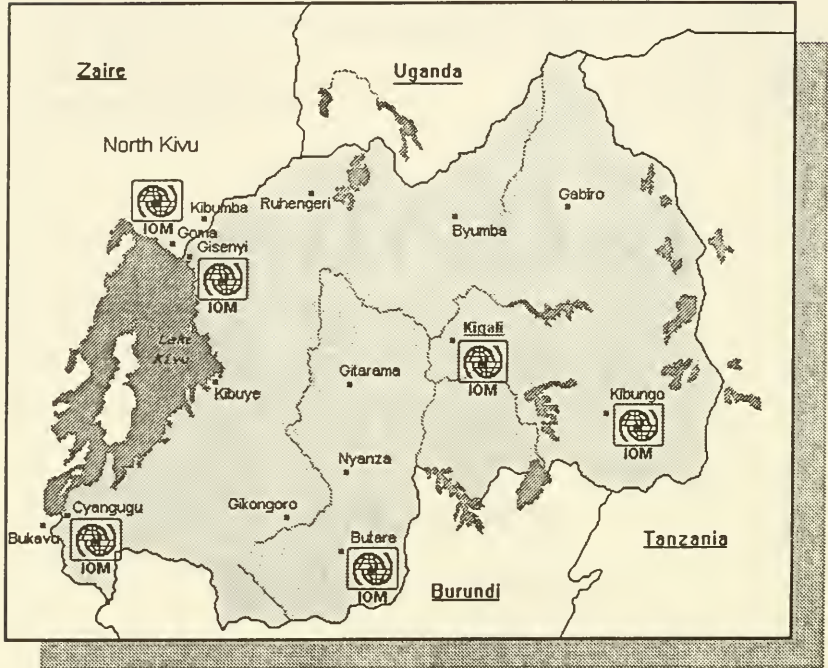 Zaire
Uganda
North Kivu
IOM
Kibumba
Goma
Gisenyi
IOM
Ruhengeri
Byumba
Gabiro
Lake
Kivu
Kigali
IOM
Kibuye
Gitarama
Kibungo
IOM
Nyanza
Gikongoro
Cyangugu
Bukavu
IOM
Butare
IOM
Burundi
Tanzania